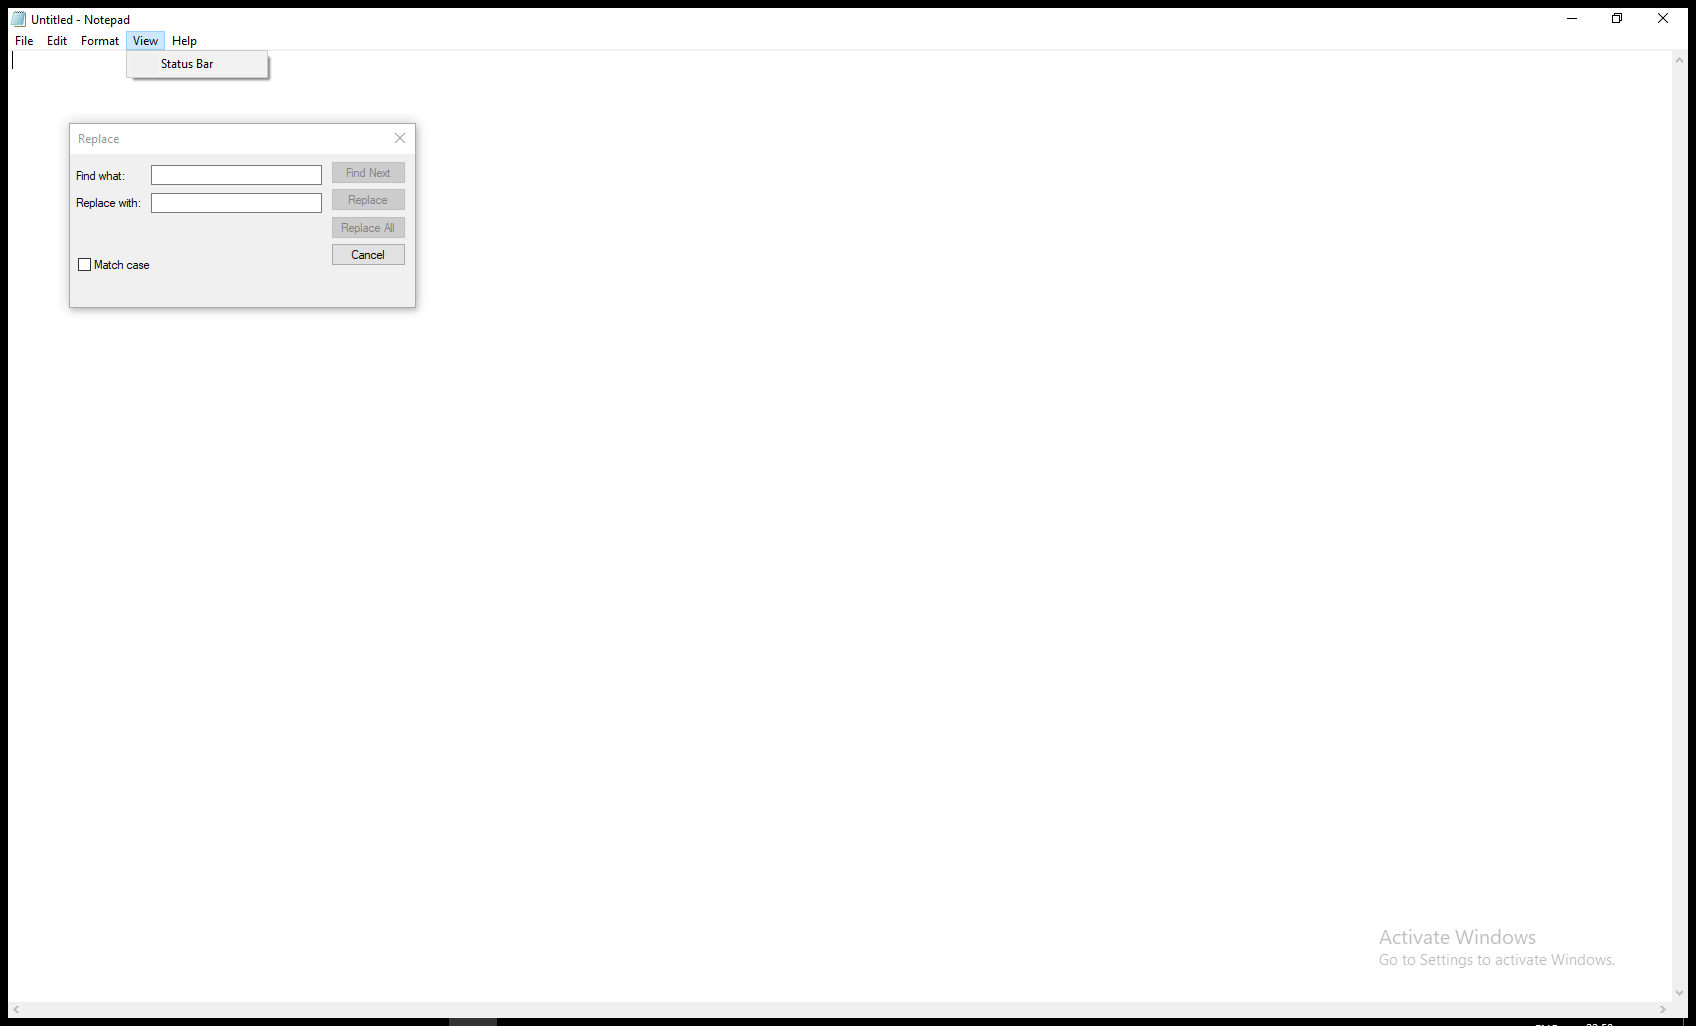 Untitled - Notepad
File Edit Format View Help
Status Bar
Replace
Find what:
Find Next
Replace with:
Replace
Replace All
Cancel
Match case
Activate Windows
Go to Settings to activate Windows.